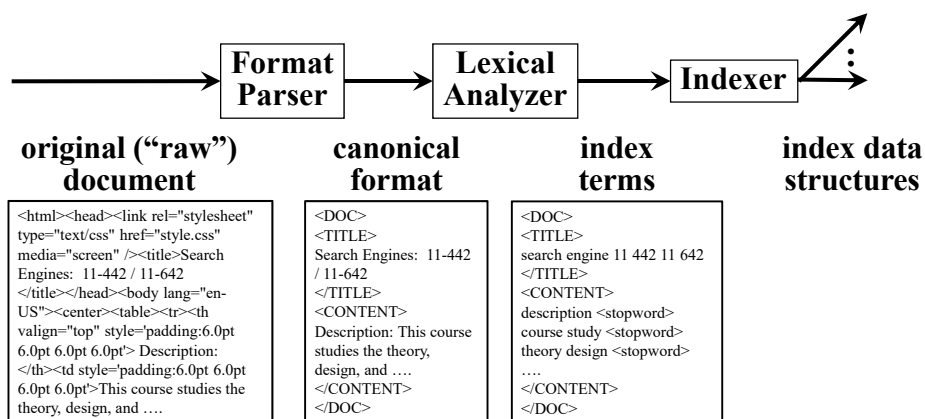 Format
Parser
Lexical
Analyzer
Indexer
⋮
original (“raw”)
document
canonical
format
index
terms
index data
structures
<html><head><link rel="stylesheet"
type="text/css" href="style.css"
media="screen" /><title>Search
Engines:  11-442 / 11-642
</title></head><body lang="en-
US"><center><table><tr><th
valign="top" style='padding:6.0pt
6.0pt 6.0pt 6.0pt'> Description:
</th><td style='padding:6.0pt 6.0pt
6.0pt 6.0pt'>This course studies the
theory, design, and ….
<DOC>
<TITLE>
Search Engines:  11-442
/ 11-642
</TITLE>
<CONTENT>
Description: This course
studies the theory,
design, and ….
</CONTENT>
</DOC>
<DOC>
<TITLE>
search engine 11 442 11 642
</TITLE>
<CONTENT>
description <stopword>
course study <stopword>
theory design <stopword>
….
</CONTENT>
</DOC>